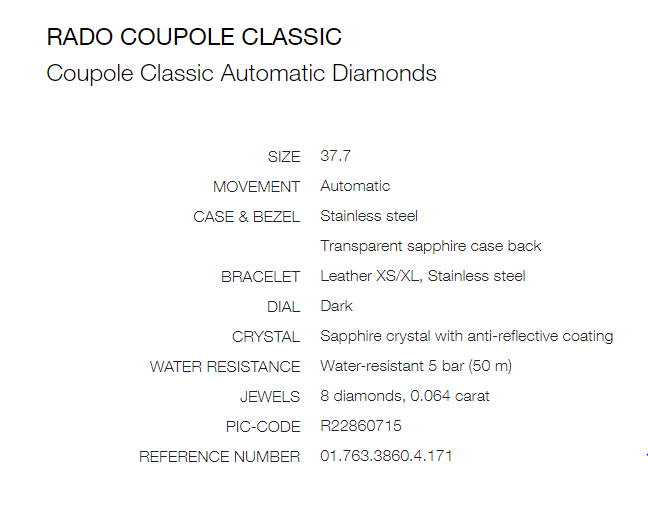 RADO COUPOLE CLASSIC
Coupole Classic Automatic Diamonds
SIZE 37.7
MOVEMENT Automatic
CASE & BEZEL Stainless steel
Transparent sapphire case back
BRACELET Leather XS/XL, Stainless steel
DIAL Dark
CRYSTAL Sapphire crystal with anti-reflective coating
WATER RESISTANCE Water-resistant 5 bar (50 m)
JEWELS 8 diamonds, 0.064 carat
PIC-CODE R22860715
REFERENCE NUMBER 01.763.3860.4.171